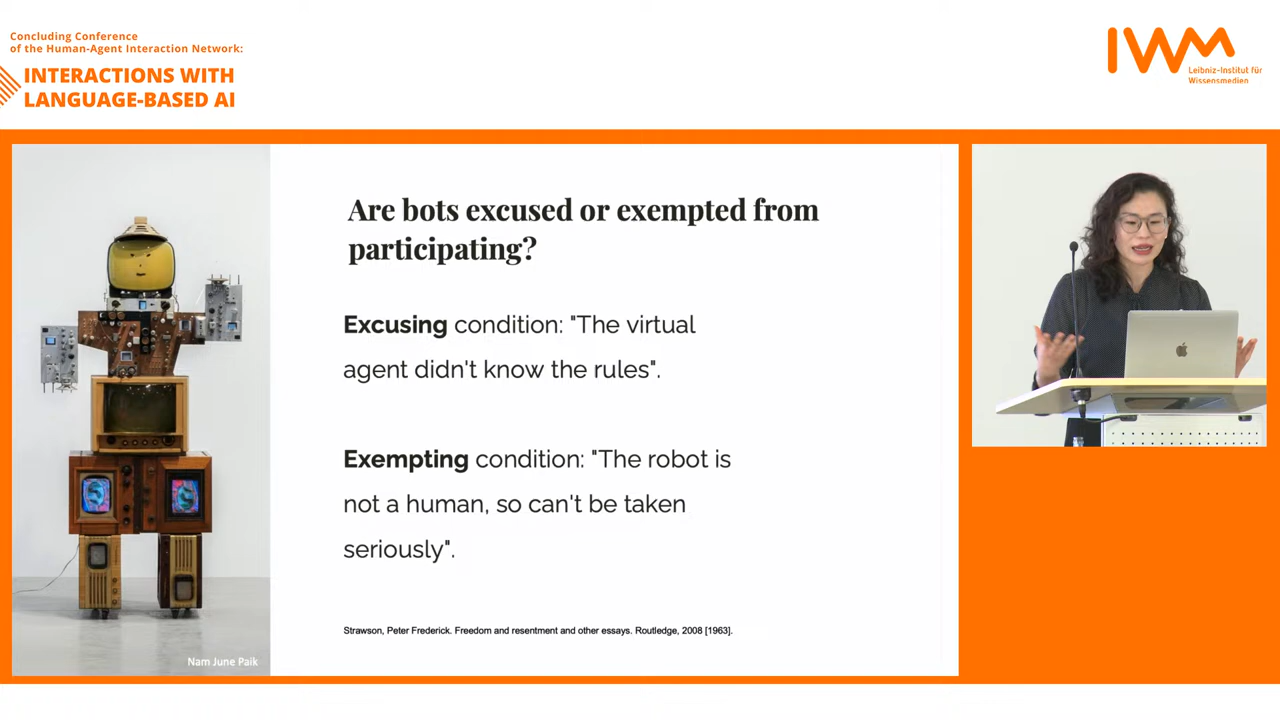 Concluding Conference
of the Human-Agent Interaction Network:
INTERACTIONS WITH
LANGUAGE-BASED AI
IWM
Leibniz-Institut für
Wissensmedien
Are bots excused or exempted from
participating?
Excusing condition: "The virtual
agent didn't know the rules".
Exempting condition: "The robot is
not a human, so can't be taken
seriously".
Strawson, Peter Frederick. Freedom and resentment and other essays. Routledge, 2008 [1963].
Nam June Paik